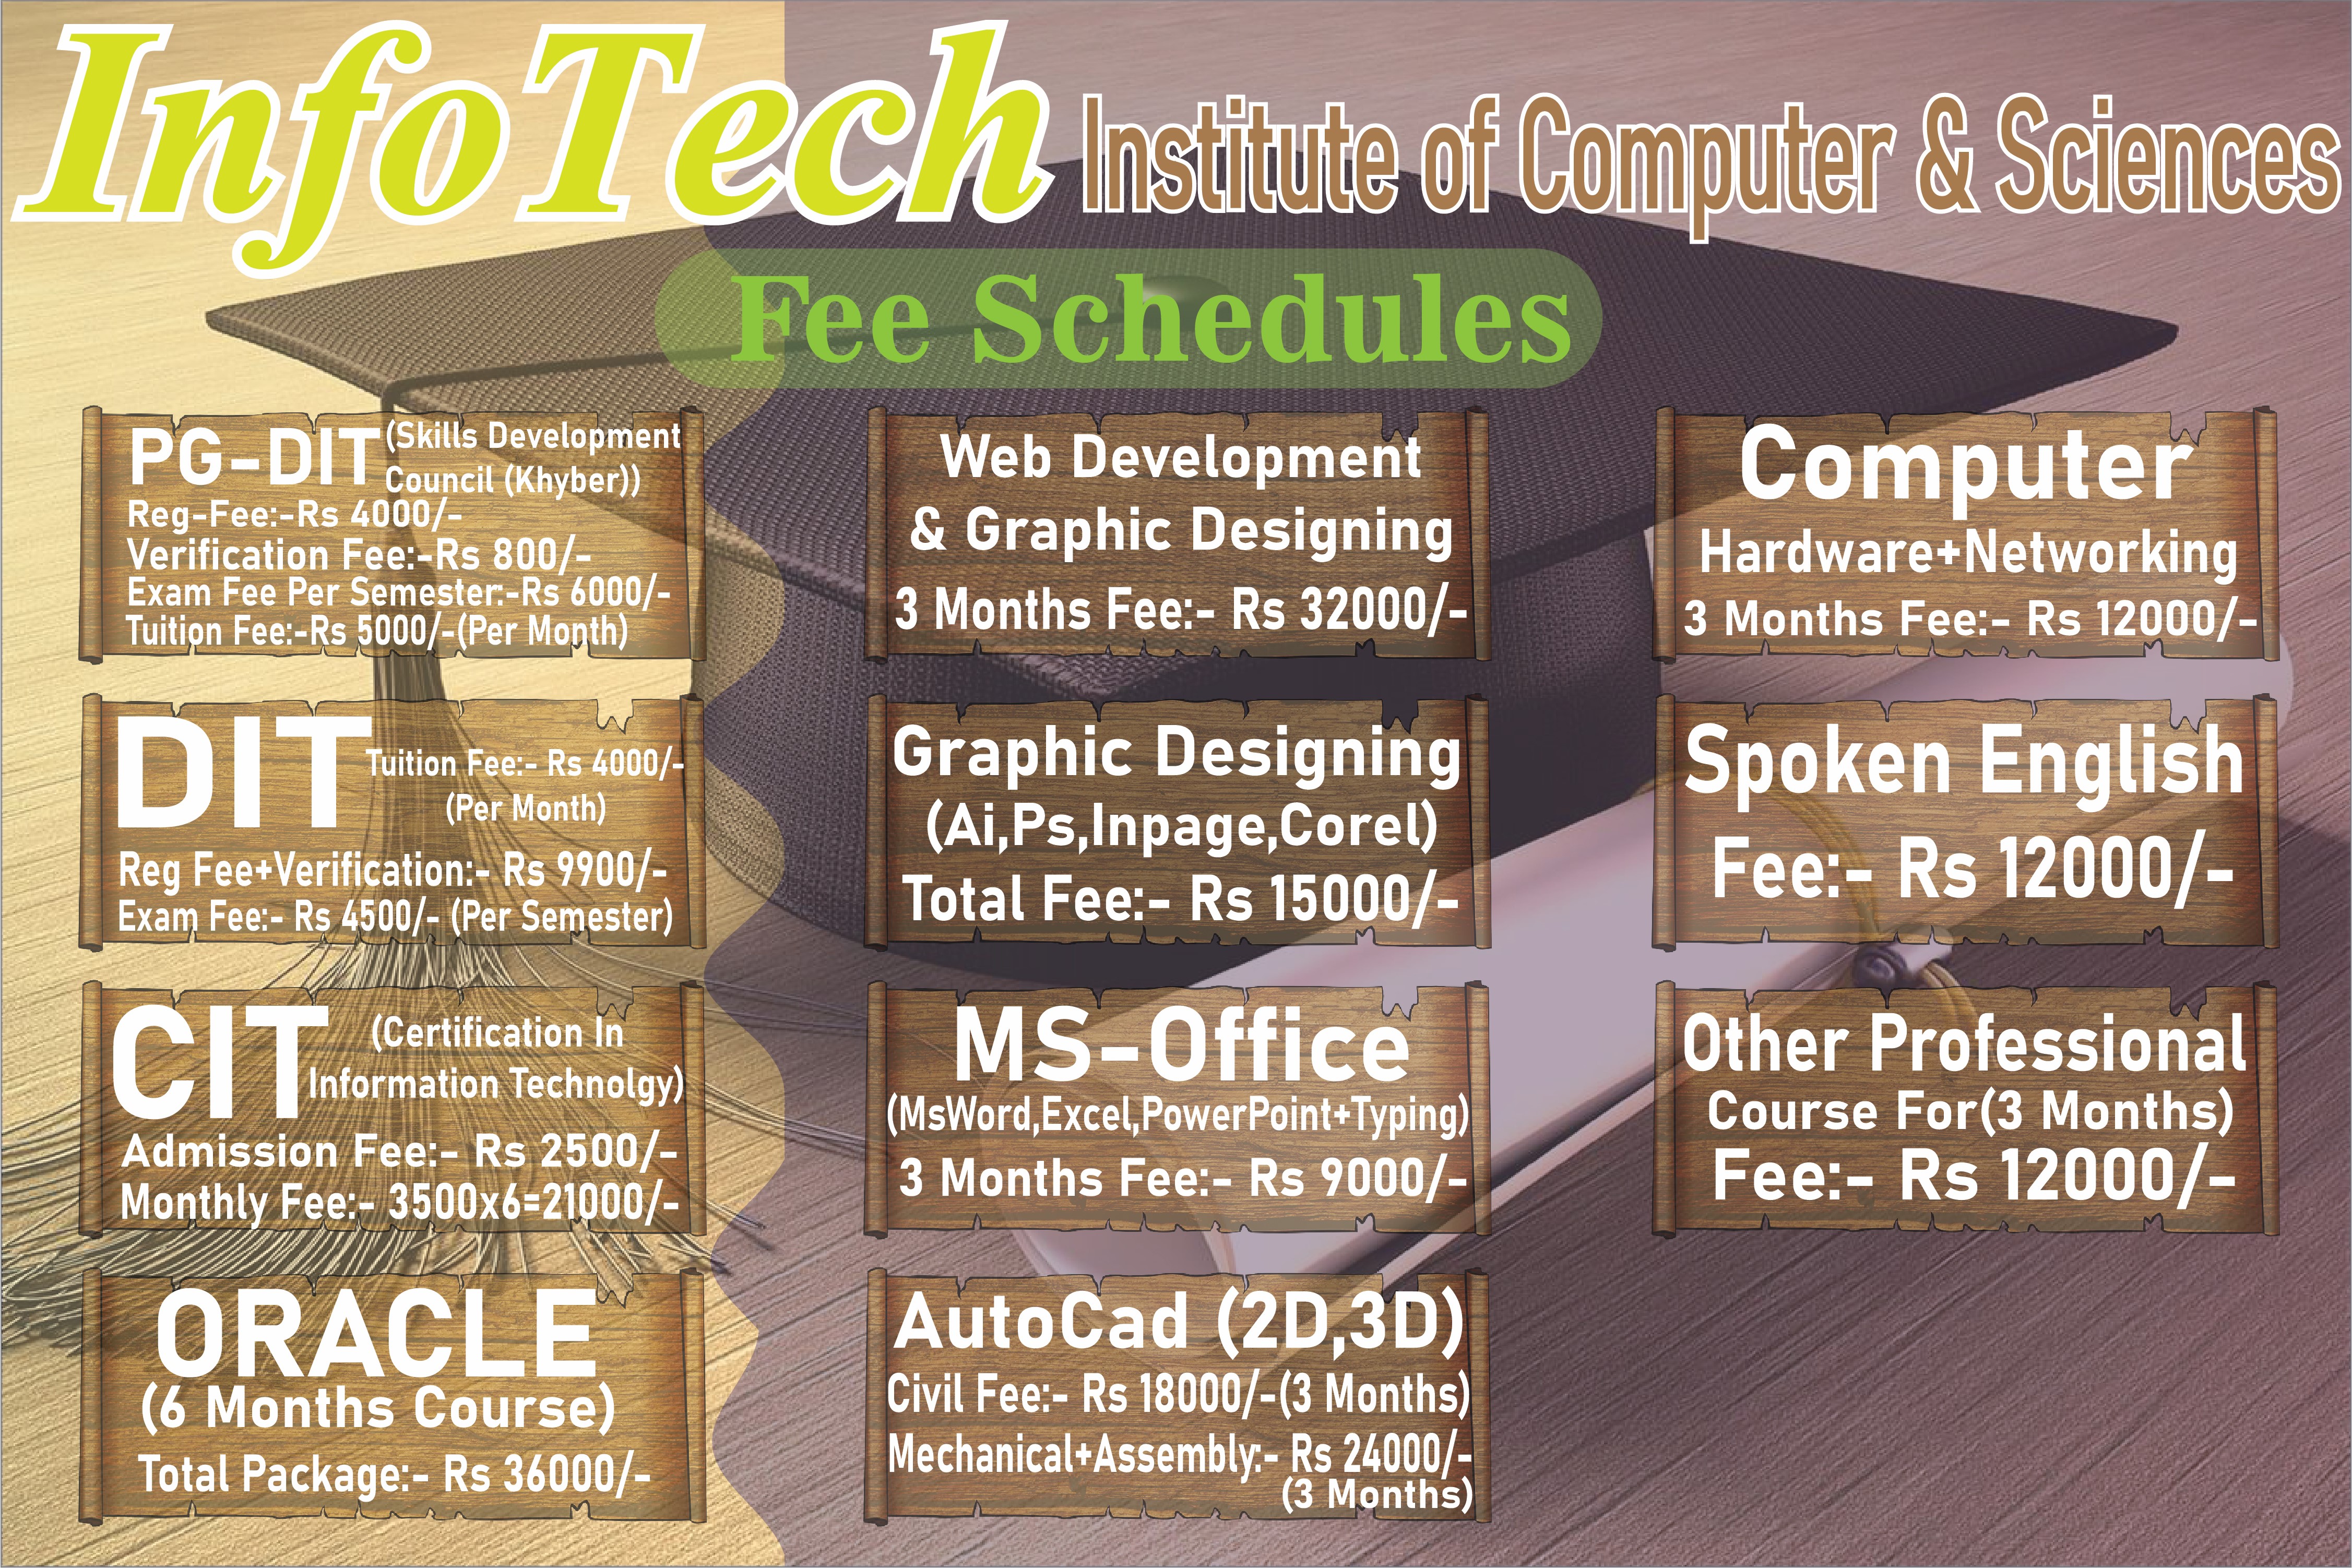 InfoTech Institute of Computer & Sciences
Fee Schedules
PG-DIT (Skills Development
Council (Khyber))
Reg-Fee:-Rs 4000/-
Verification Fee:-Rs 800/-
Exam Fee Per Semester:-Rs 6000/-
Tuition Fee:-Rs 5000/-(Per Month)
DIT Tuition Fee:- Rs 4000/-
(Per Month)
Reg Fee+Verification:- Rs 9900/-
Exam Fee:- Rs 4500/- (Per Semester)
CIT (Certification In
Information Technolgy)
Admission Fee:- Rs 2500/-
Monthly Fee:- 3500x6=21000/-
ORACLE
(6 Months Course)
Total Package:- Rs 36000/-
Web Development
& Graphic Designing
3 Months Fee:- Rs 32000/-
Graphic Designing
(Ai,Ps,Inpage,Corel)
Total Fee:- Rs 15000/-
MS-Office
(MsWord,Excel,PowerPoint+Typing)
3 Months Fee:- Rs 9000/-
AutoCad (2D,3D)
Civil Fee:- Rs 18000/-(3 Months)
Mechanical+Assembly:- Rs 24000/-
(3 Months)
Computer
Hardware+Networking
3 Months Fee:- Rs 12000/-
Spoken English
Fee:- Rs 12000/-
Other Professional
Course For(3 Months)
Fee:- Rs 12000/-